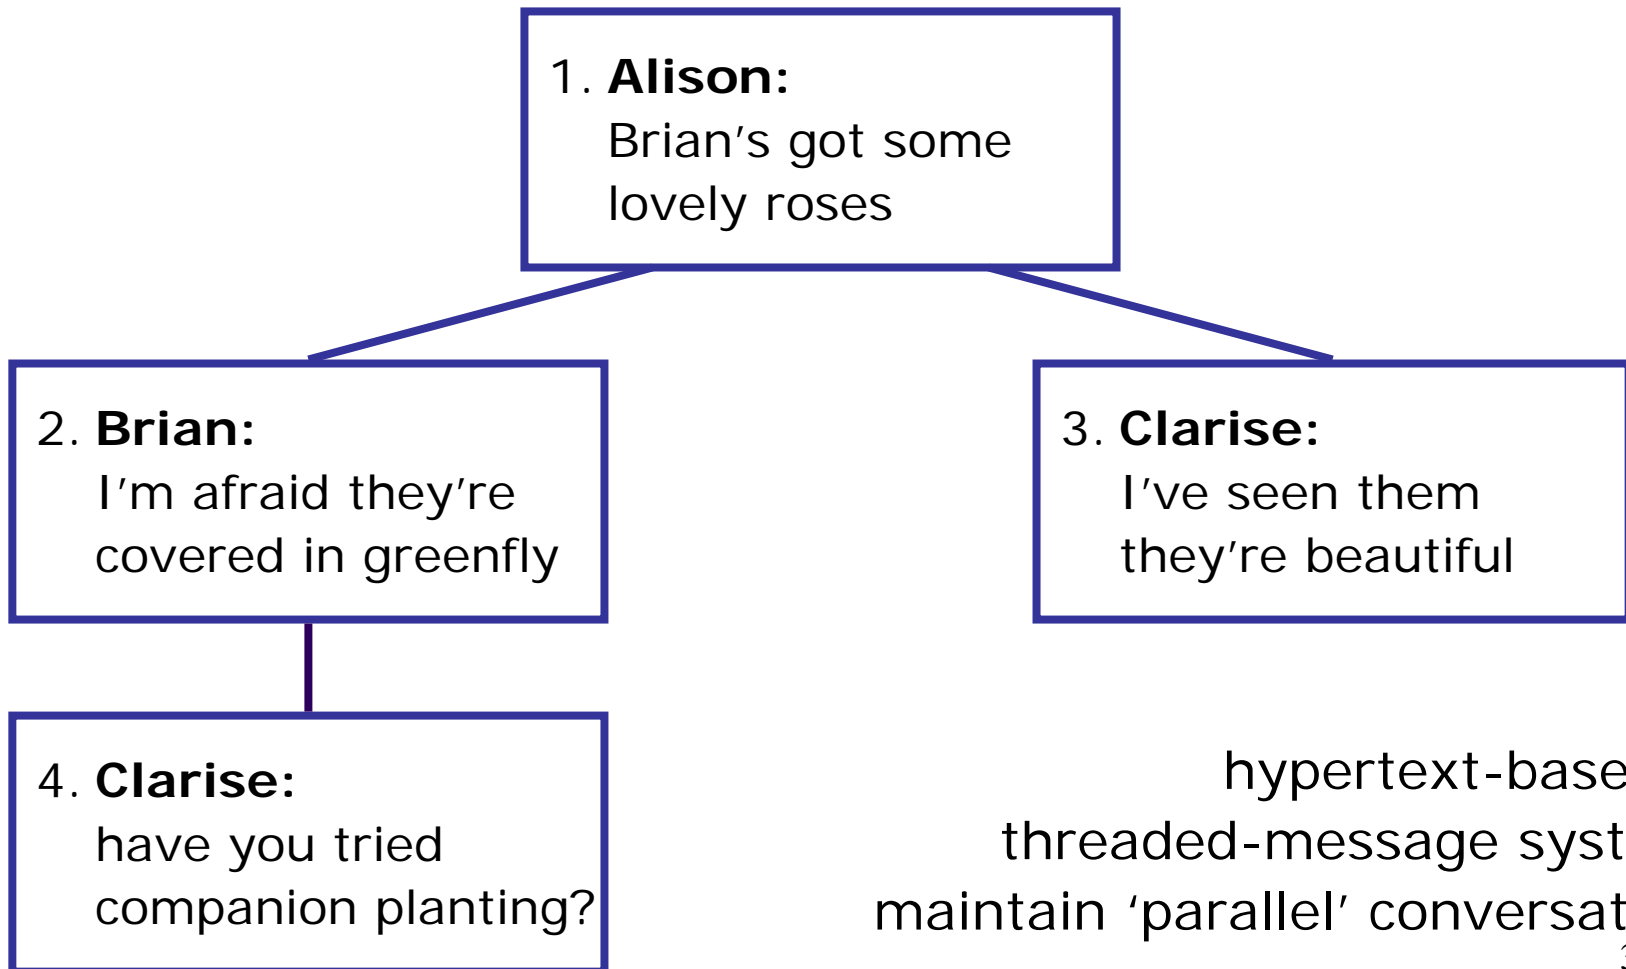 1. Alison:
Brian's got some
lovely roses
2. Brian:
I'm afraid they're
covered in greenfly
3. Clarise:
I've seen them
they're beautiful
4. Clarise:
have you tried
companion planting?
hypertext-base
threaded-message syst
maintain ‘parallel’ conversat